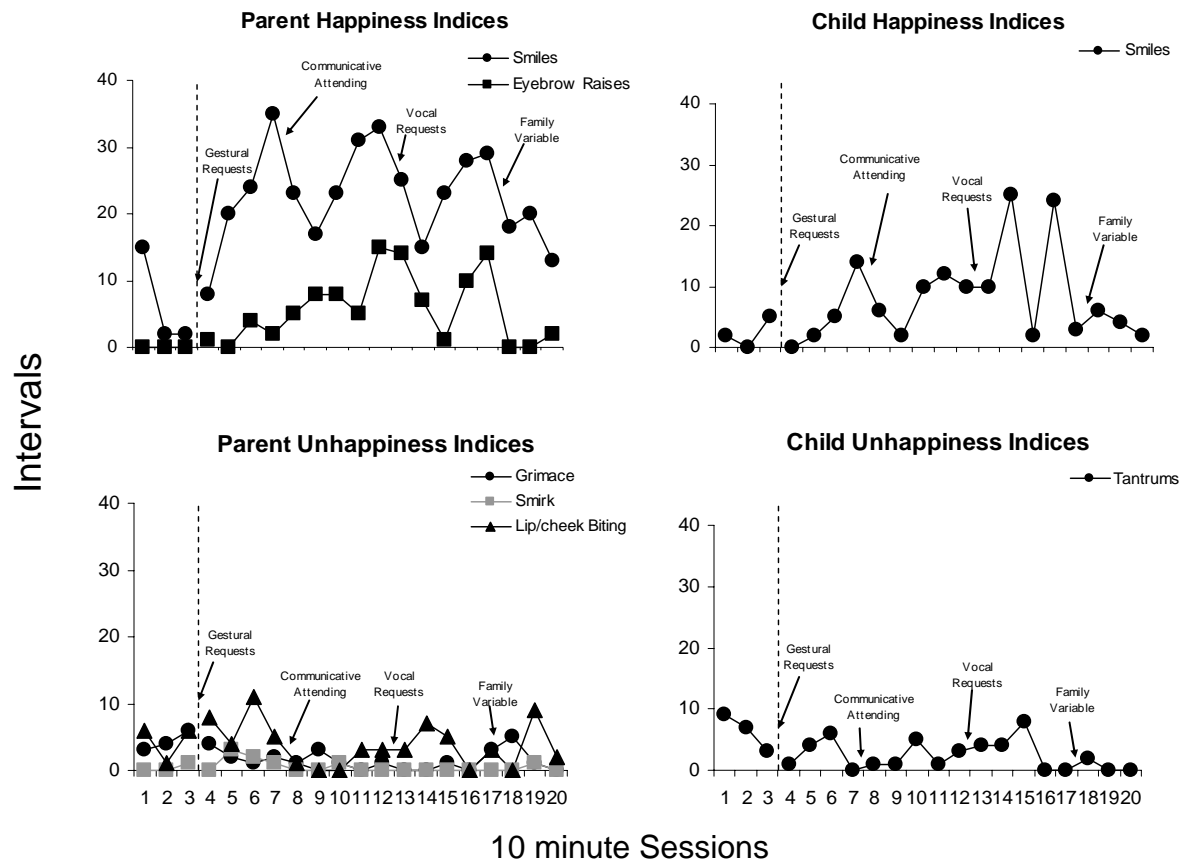 Parent Happiness Indices
Smiles
Eyebrow Raises
40
30
20
10
0
Gestural
Requests
Communicative
Attending
Vocal
Requests
Family
Variable
Child Happiness Indices
Smiles
40
30
20
10
0
Gestural
Requests
Communicative
Attending
Vocal
Requests
Family
Variable
Intervals
Parent Unhappiness Indices
Grimace
Smirk
Lip/cheek Biting
40
30
20
10
0
Gestural
Requests
Communicative
Attending
Vocal
Requests
Family
Variable
1 2 3 4 5 6 7 8 9 10 11 12 13 14 15 16 17 18 19 20
Child Unhappiness Indices
Tantrums
40
30
20
10
0
Gestural
Requests
Communicative
Attending
Vocal
Requests
Family
Variable
1 2 3 4 5 6 7 8 9 10 11 12 13 14 15 16 17 18 19 20
10 minute Sessions